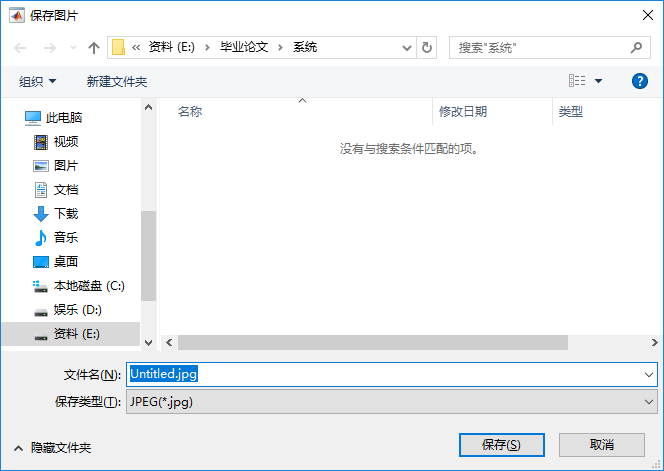 保存图片
« 资料 (E:) › 毕业论文 › 系统
搜索"系统"
组织
新建文件夹
名称
修改日期
类型
没有与搜索条件匹配的项。
此电脑
视频
图片
文档
下载
音乐
桌面
本地磁盘 (C:)
娱乐 (D:)
资料 (E:)
文件名(N):
Untitled.jpg
保存类型(T):
JPEG(*.jpg)
隐藏文件夹
保存(S)
取消